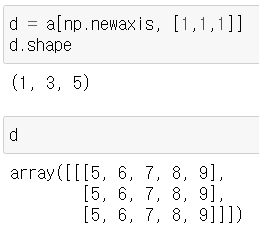 d = a[np.newaxis, [1,1,1]]
d.shape
(1, 3, 5)
d
array([[[5, 6, 7, 8, 9],
        [5, 6, 7, 8, 9],
        [5, 6, 7, 8, 9]]])